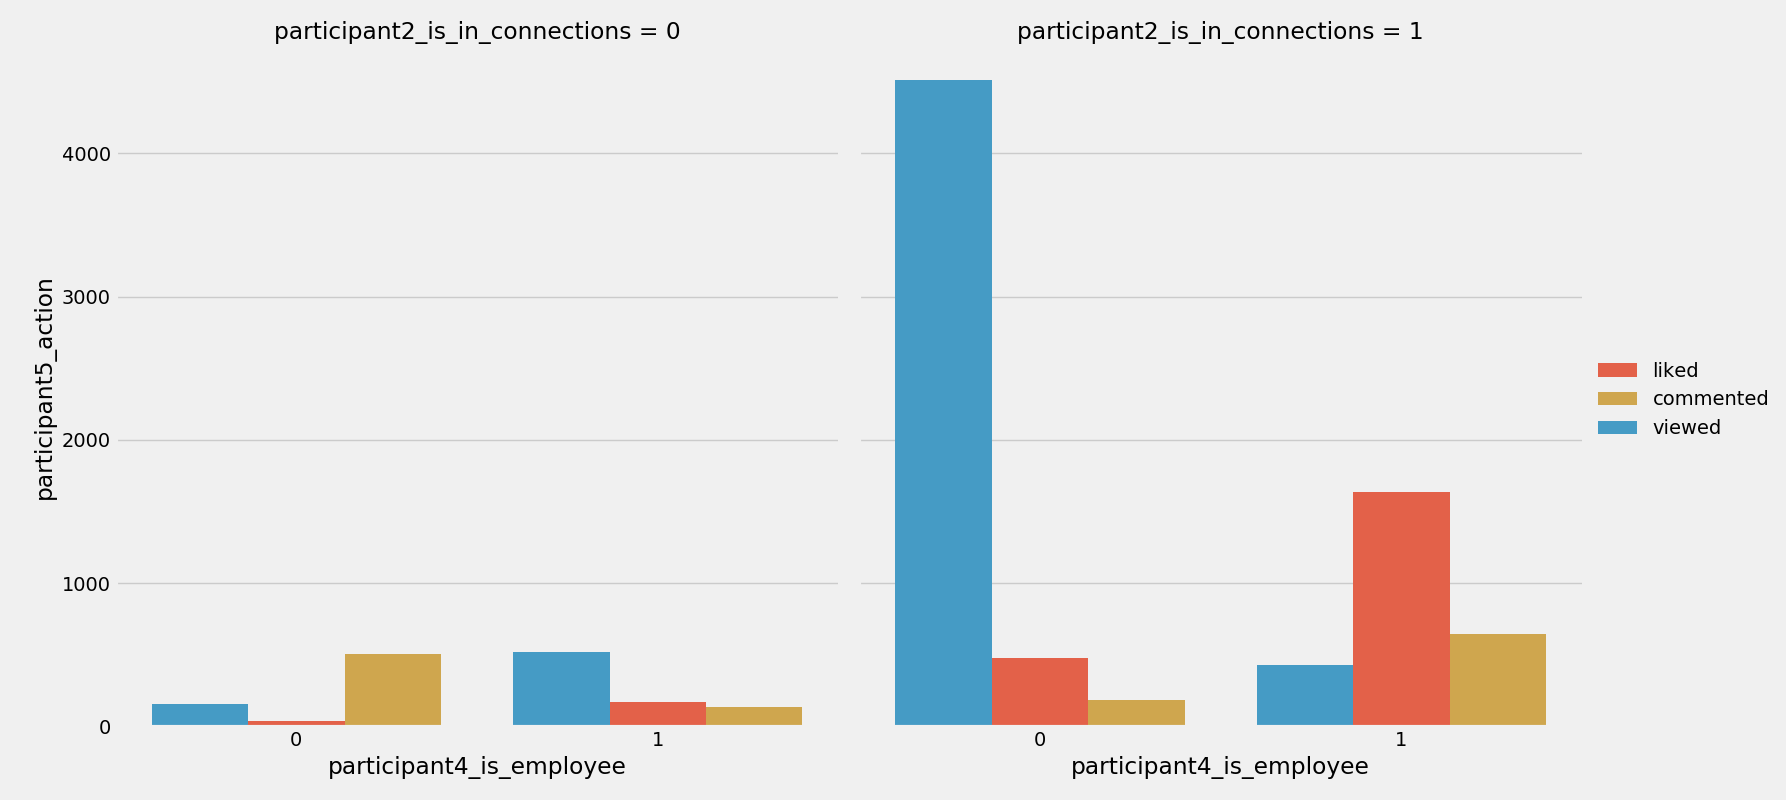 participant2_is_in_connections = 0
participant2_is_in_connections = 1
participant5_action
4000
3000
2000
1000
0
0
1
0
1
participant4_is_employee
participant4_is_employee
liked
commented
viewed